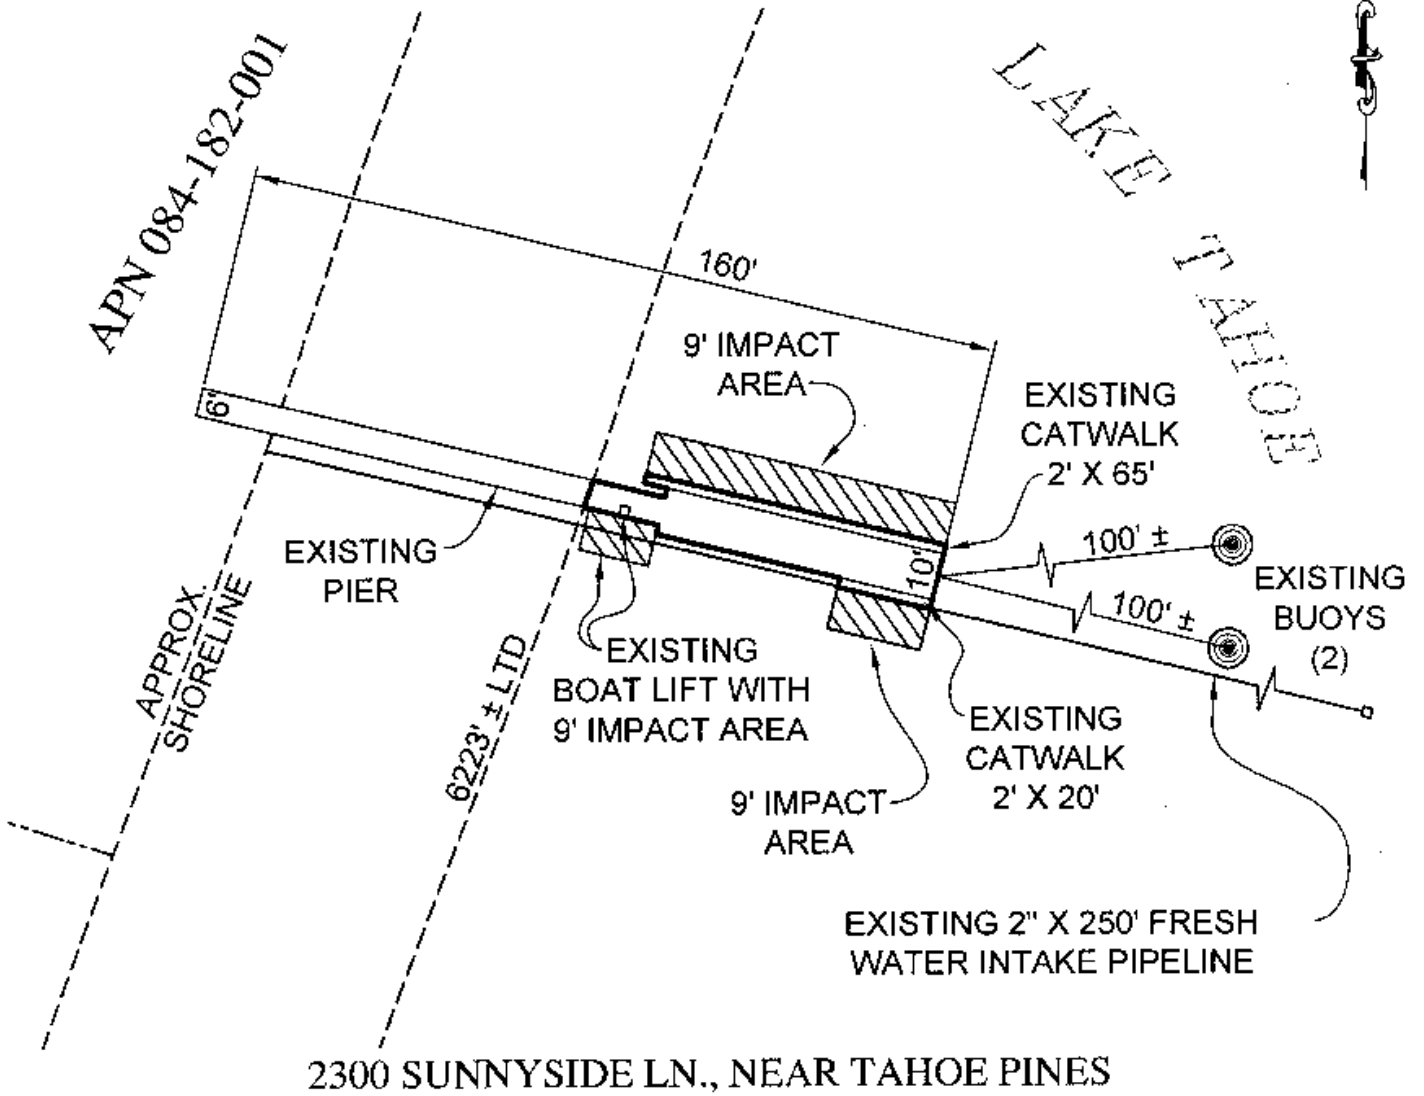 APN 084-182-001
LAKE TAHOE
160'
9' IMPACT
AREA
EXISTING
CATWALK
2' X 65'
6'
10'
100' ±
100' ±
EXISTING
BUOYS
(2)
EXISTING
PIER
APPROX.
SHORELINE
6223' ± LTD
EXISTING
BOAT LIFT WITH
9' IMPACT AREA
EXISTING
CATWALK
2' X 20'
9' IMPACT
AREA
EXISTING 2" X 250' FRESH
WATER INTAKE PIPELINE
2300 SUNNYSIDE LN., NEAR TAHOE PINES